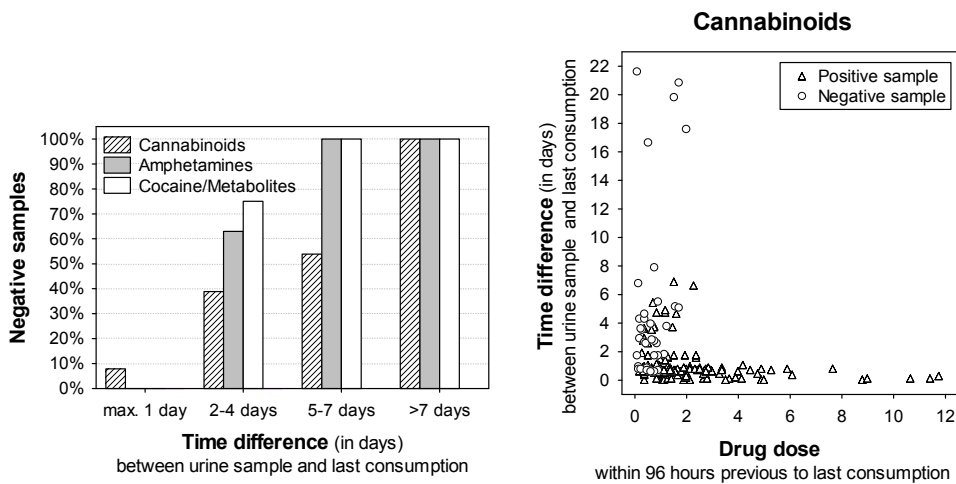 Negative samples
100%
90%
80%
70%
60%
50%
40%
30%
20%
10%
0%
Cannabinoids
Amphetamines
Cocaine/Metabolites
max. 1 day 2-4 days 5-7 days >7 days
Time difference (in days)
between urine sample and last consumption
Cannabinoids
Time difference (in days)
between urine sample and last consumption
22
20
18
16
14
12
10
8
6
4
2
0
Positive sample
Negative sample
0 2 4 6 8 10 12
Drug dose
within 96 hours previous to last consumption